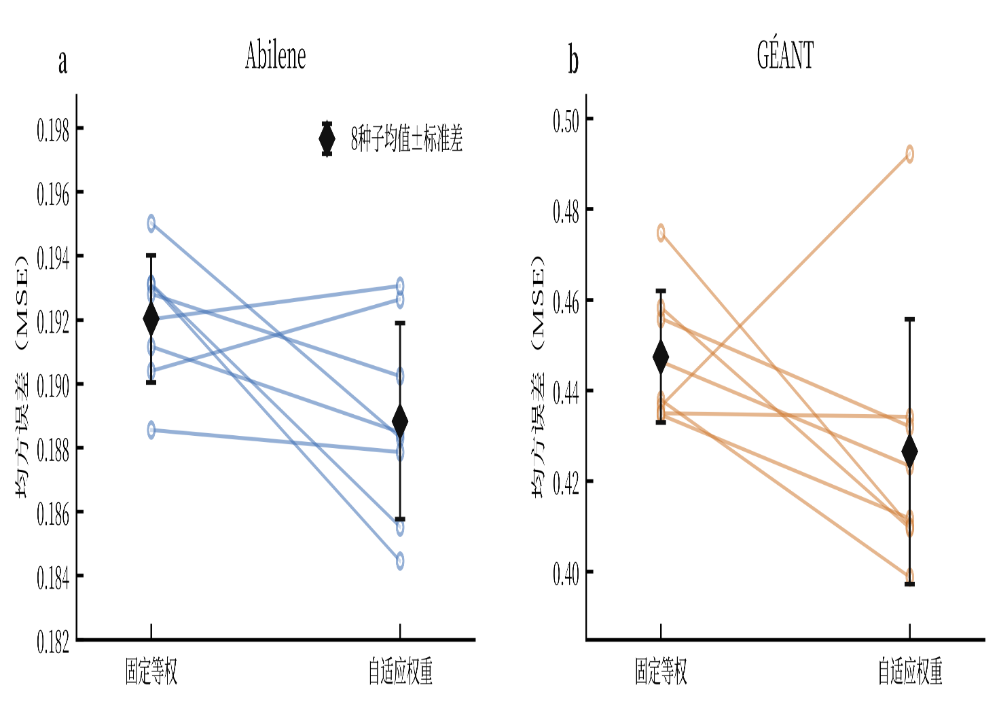 a
Abilene
0.198
0.196
0.194
0.192
0.190
0.188
0.186
0.184
0.182
均方误差（MSE）
8种子均值±标准差
固定等权
自适应权重
b
GÉANT
0.50
0.48
0.46
0.44
0.42
0.40
均方误差（MSE）
固定等权
自适应权重